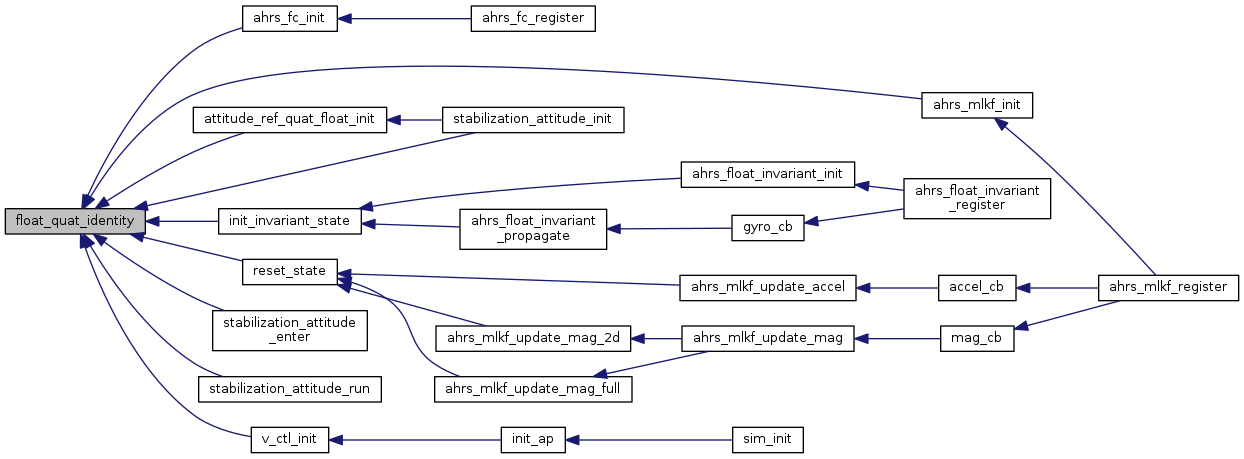 ahrs_fc_init
ahrs_fc_register
ahrs_mlkf_init
attitude_ref_quat_float_init
stabilization_attitude_init
ahrs_float_invariant_init
ahrs_float_invariant
_register
float_quat_identity
init_invariant_state
ahrs_float_invariant
_propagate
gyro_cb
reset_state
ahrs_mlkf_update_accel
accel_cb
ahrs_mlkf_register
stabilization_attitude
_enter
ahrs_mlkf_update_mag_2d
ahrs_mlkf_update_mag
mag_cb
stabilization_attitude_run
ahrs_mlkf_update_mag_full
v_ctl_init
init_ap
sim_init